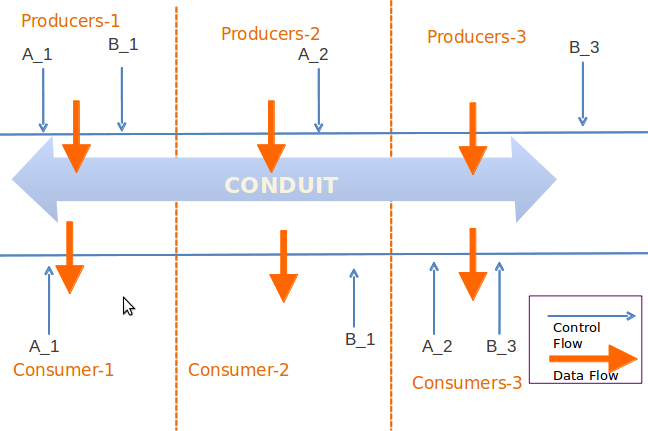 Producers-1
Producers-2
Producers-3
A_1
B_1
A_2
B_3
CONDUIT
A_1
B_1
A_2
B_3
Consumer-1
Consumer-2
Consumers-3
Control
Flow
Data Flow